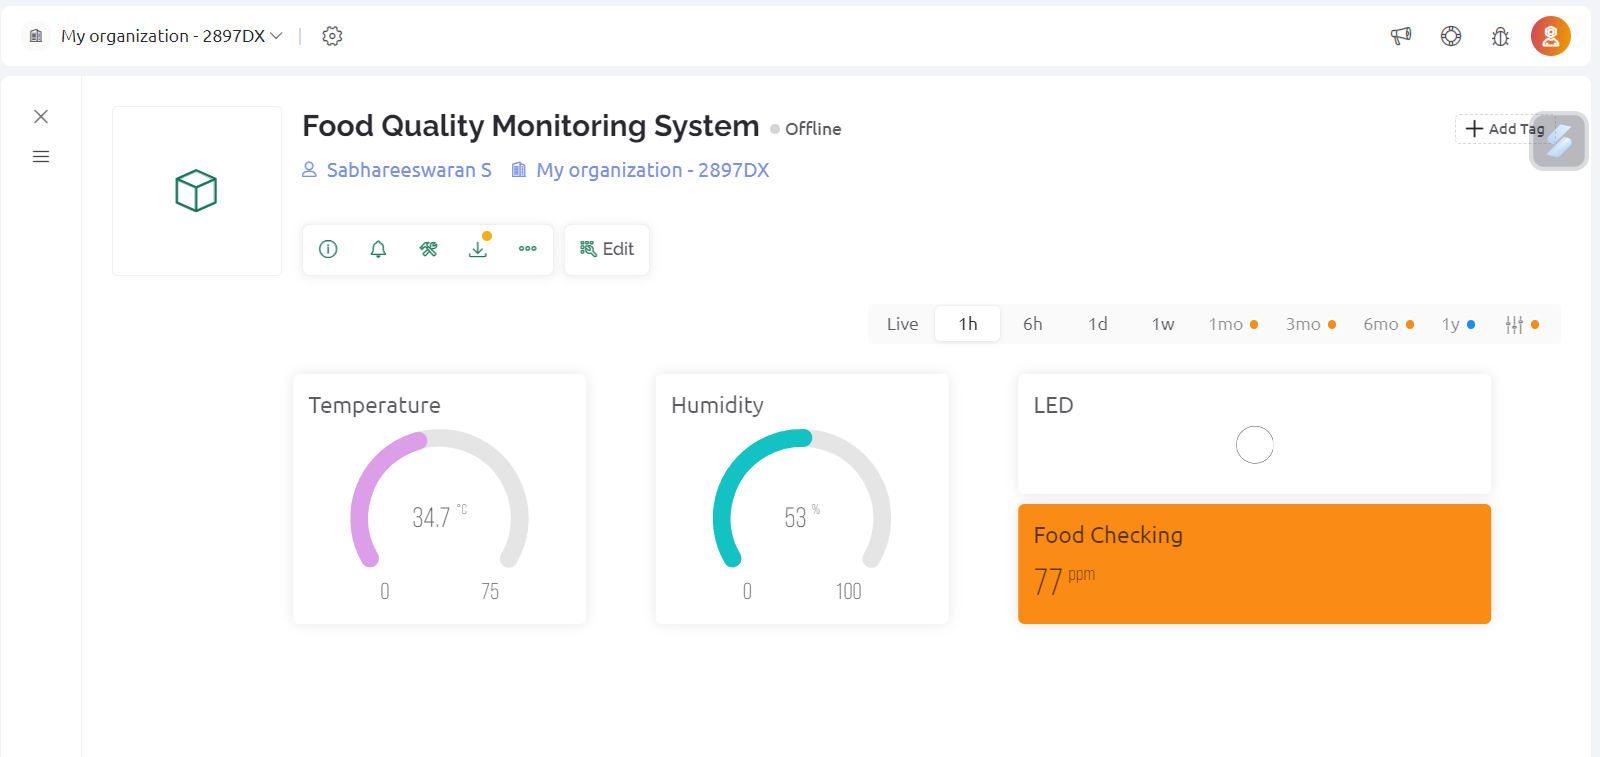 My organization - 2897DX
Food Quality Monitoring System Offline
Add Tag
Sabhareeswaran S My organization - 2897DX
Edit
Live 1h 6h 1d 1w 1mo 3mo 6mo 1y
Temperature
34.7 °C
0 75
Humidity
53 %
0 100
LED
Food Checking
77 ppm